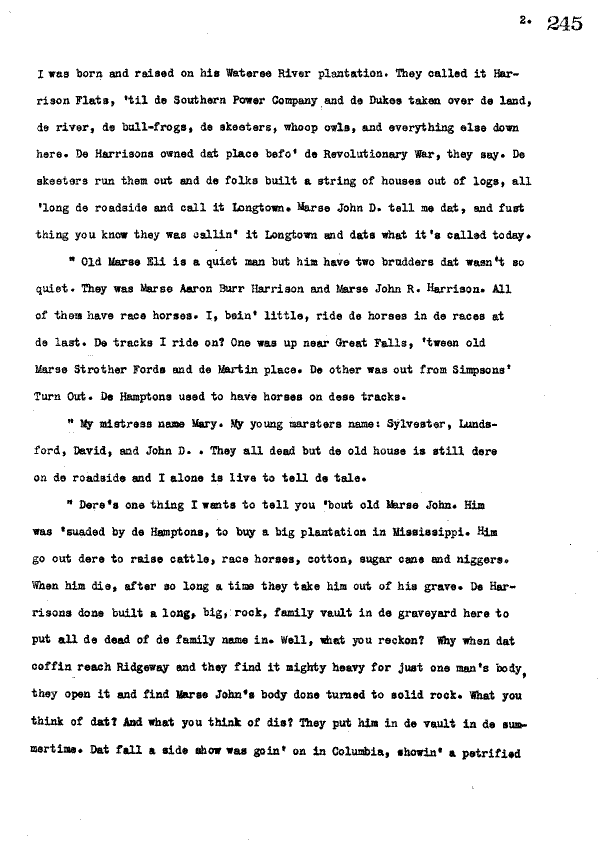 2. 245
I was born and raised on his Wateree River plantation. They called it Har-
rison Flats, 'til de Southern Power Company and de Dukes taken over de land,
de river, de bull-frogs, de skeeters, whoop owls, and everything else down
here. De Harrisons owned dat place befo' de Revolutionary War, they say. De
skeeters run them out and de folks built a string of houses out of logs, all
'long de roadside and call it Longtown. Marse John D. tell me dat, and fust
thing you know they was callin' it Longtown and dats what it's called today.
" Old Marse Eli is a quiet man but him have two brudders dat wasn't so
quiet. They was Marse Aaron Burr Harrison and Marse John R. Harrison. All
of them have race horses. I, bein' little, ride de horses in de races at
de last. De tracks I ride on? One was up near Great Falls, 'tween old
Marse Strother Fords and de Martin place. De other was out from Simpsons'
Turn Out. De Hamptons used to have horses on dese tracks.
" My mistress name Mary. My young marsters name: Sylvester, Lunds-
ford, David, and John D. . They all dead but de old house is still dere
on de roadside and I alone is live to tell de tale.
" Dere's one thing I wants to tell you 'bout old Marse John. Him
was 'suaded by de Hamptons, to buy a big plantation in Mississippi. Him
go out dere to raise cattle, race horses, cotton, sugar cane and niggers.
When him die, after so long a time they take him out of his grave. De Har-
risons done built a long, big, rock, family vault in de graveyard here to
put all de dead of de family name in. Well, what you reckon? Why when dat
coffin reach Ridgeway and they find it mighty heavy for just one man's body,
they open it and find Marse John's body done turned to solid rock. What you
think of dat? And what you think of dis? They put him in de vault in de sum-
mertime. Dat fall a side show was goin' on in Columbia, showin' a petrified